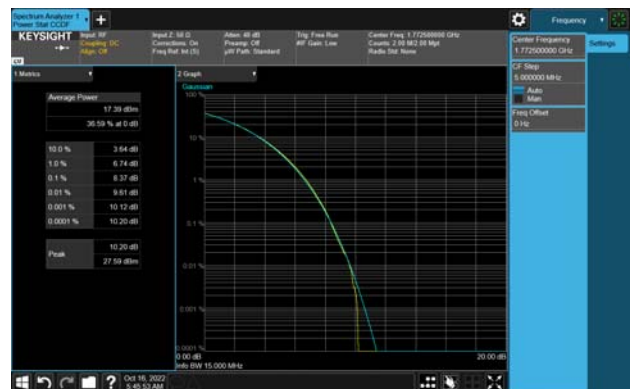 Spectrum Analyzer 1
Power Stat CCDF
Frequency
KEYSIGHT
Input: RF
Coupling: DC
Align: Off
Input Z: 50 Ω
Corrections: On
Freq Ref: Int (S)
Atten: 40 dB
Preamp: Off
µW Path: Standard
Trig: Free Run
#IF Gain: Low
Center Freq: 1.772500000 GHz
Counts: 2.00 M/2.00 Mpt
Radio Std: None
Center Frequency
1.772500000 GHz
Settings
CF Step
5.000000 MHz
Auto
Man
Freq Offset
0 Hz
1 Metrics
2 Graph
Gaussian
Average Power
17.39 dBm
36.59 % at 0 dB
10.0 % 3.64 dB
1.0 % 6.74 dB
0.1 % 8.37 dB
0.01 % 9.61 dB
0.001 % 10.12 dB
0.0001 % 10.20 dB
Peak
10.20 dB
27.59 dBm
100 %
10 %
1 %
0.1 %
0.01 %
0.001 %
0.0001 %
0.00 dB
20.00 dB
Info BW 15.000 MHz
Oct 16, 2022
5:45:53 AM